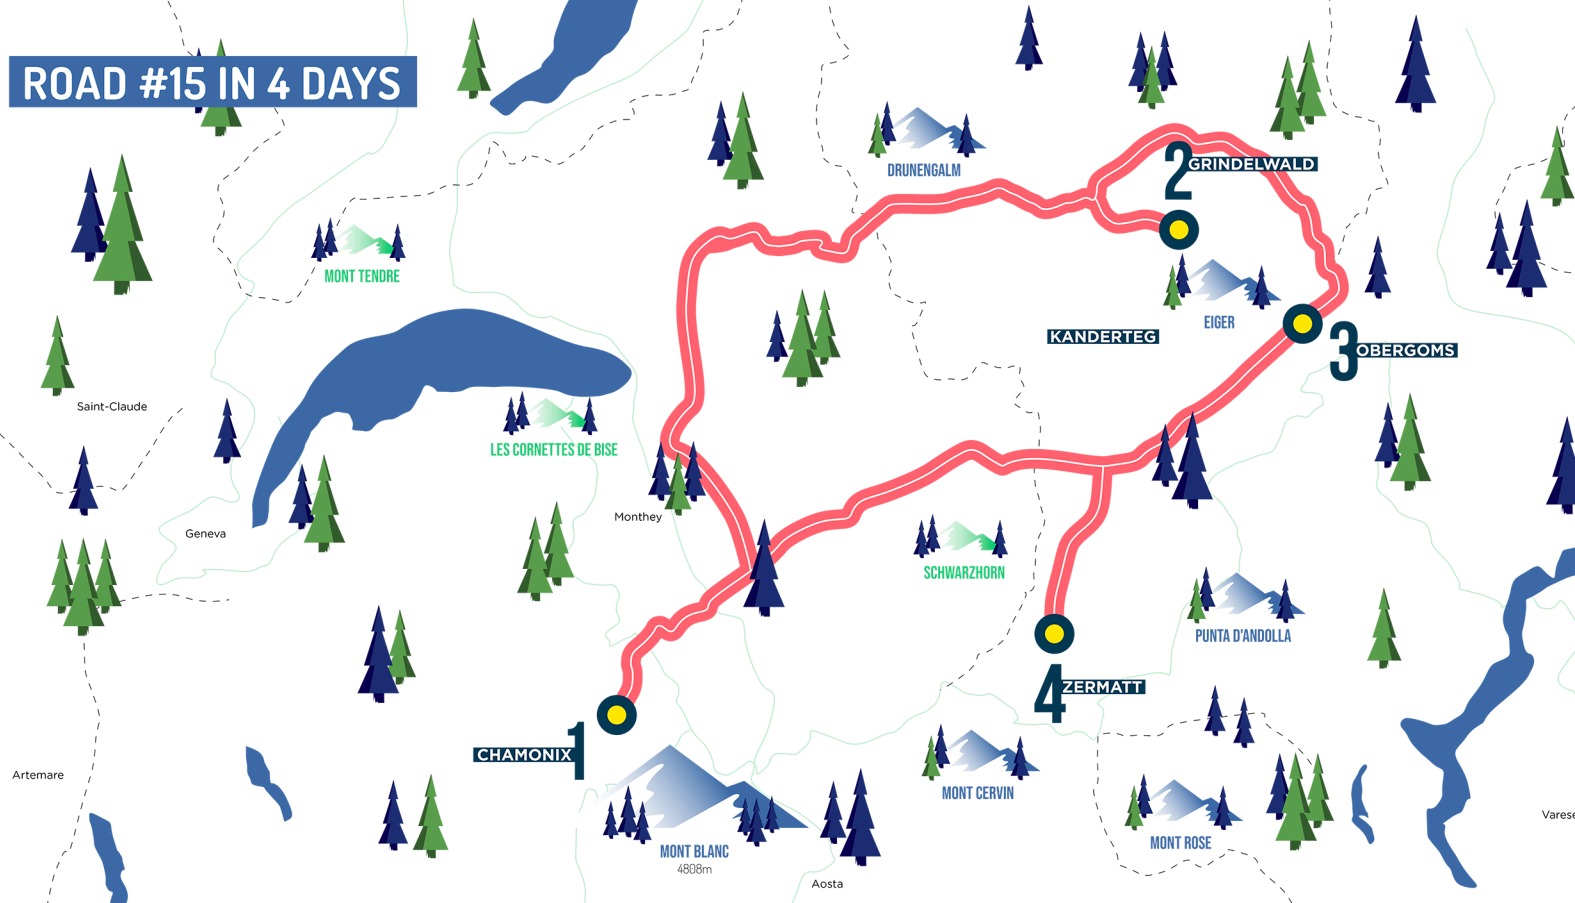 ROAD #15 IN 4 DAYS
DRUNENGALM
2 GRINDELWALD
MONT TENDRE
EIGER
KANDERTEG
3 OBERGOMS
Saint-Claude
LES CORNETTES DE BISE
Monthey
Geneva
SCHWARZHORN
PUNTA D'ANDOLLA
4 ZERMATT
CHAMONIX 1
Artemare
MONT CERVIN
Varese
MONT ROSE
MONT BLANC
4808m
Aosta